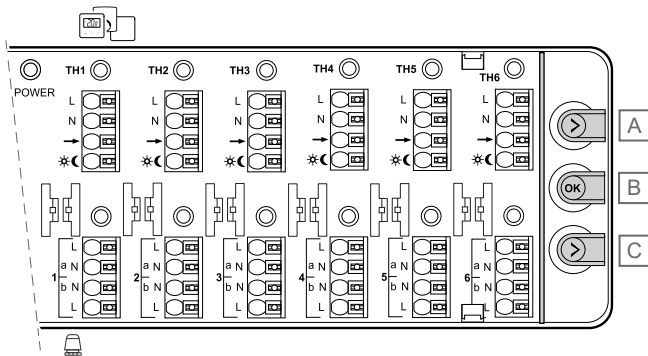 POWER
TH1 TH2 TH3 TH4 TH5 TH6
L L L L L L
N N N N N N
A
OK
B
C
L L L L L L
a N a N a N a N a N a N
1 2 3 4 5 6
b N b N b N b N b N b N
L L L L L L